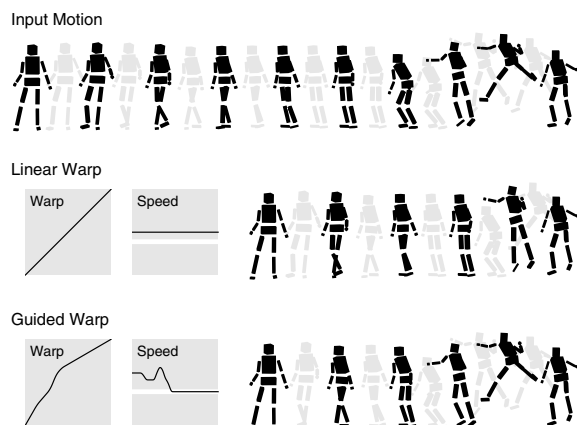 Input Motion
Linear Warp
Warp
Speed
Guided Warp
Warp
Speed